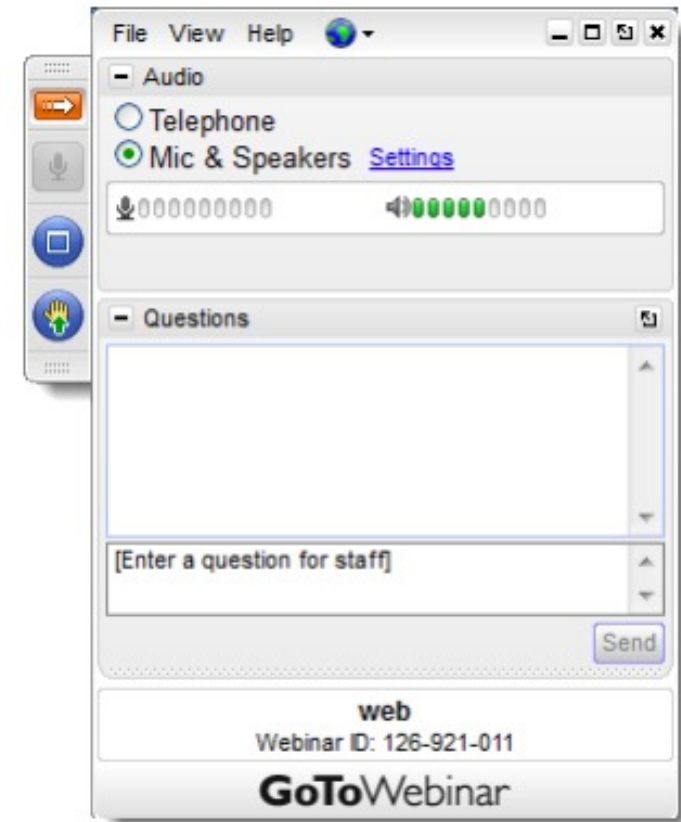 File View Help
Audio
Telephone
Mic & Speakers Settings
Questions
[Enter a question for staff]
Send
web
Webinar ID: 126-921-011
GoToWebinar